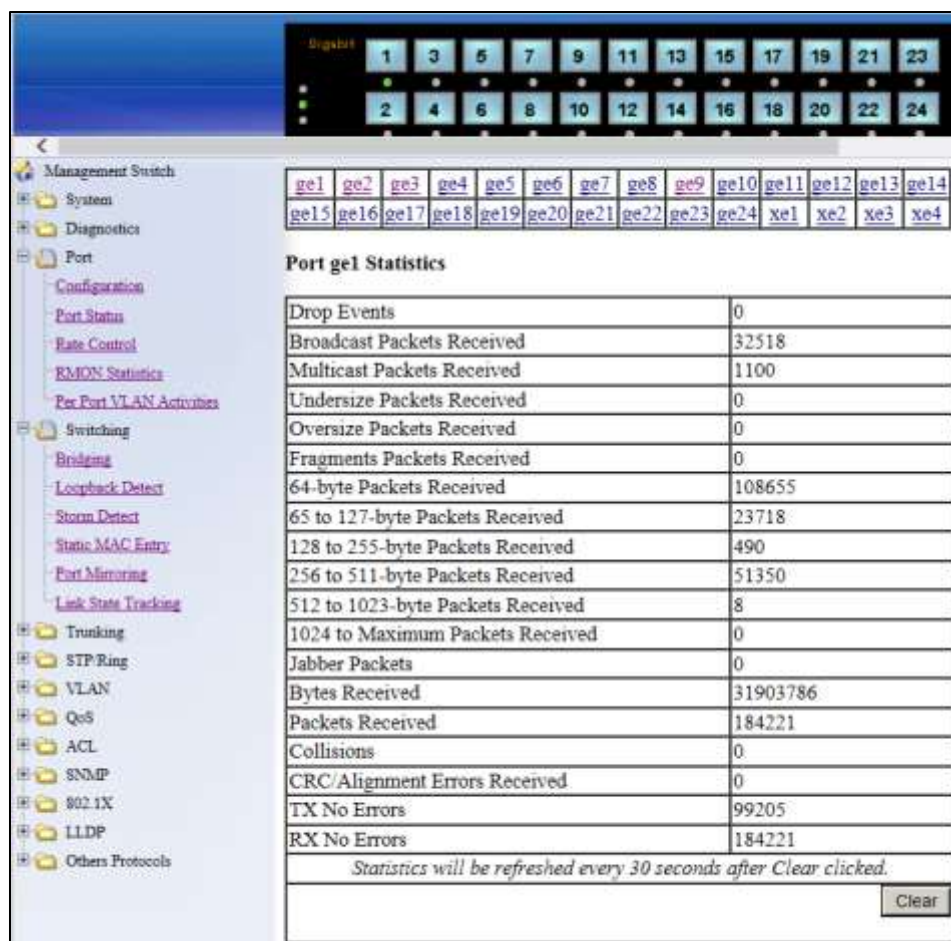 Gigabit
1 3 5 7 9 11 13 15 17 19 21 23
2 4 6 8 10 12 14 16 18 20 22 24
Management Switch
System
Diagnostics
Port
Configuration
Port Status
Rate Control
RMON Statistics
Per Port VLAN Activities
Switching
Bridging
Loopback Detect
Storm Detect
Static MAC Entry
Port Mirroring
Link State Tracking
Trunking
STP/Ring
VLAN
QoS
ACL
SNMP
802.1X
LLDP
Others Protocols
ge1 ge2 ge3 ge4 ge5 ge6 ge7 ge8 ge9 ge10 ge11 ge12 ge13 ge14
ge15 ge16 ge17 ge18 ge19 ge20 ge21 ge22 ge23 ge24 xe1 xe2 xe3 xe4
Port ge1 Statistics
Drop Events 0
Broadcast Packets Received 32518
Multicast Packets Received 1100
Undersize Packets Received 0
Oversize Packets Received 0
Fragments Packets Received 0
64-byte Packets Received 108655
65 to 127-byte Packets Received 23718
128 to 255-byte Packets Received 490
256 to 511-byte Packets Received 51350
512 to 1023-byte Packets Received 8
1024 to Maximum Packets Received 0
Jabber Packets 0
Bytes Received 31903786
Packets Received 184221
Collisions 0
CRC/Alignment Errors Received 0
TX No Errors 99205
RX No Errors 184221
Statistics will be refreshed every 30 seconds after Clear clicked.
Clear